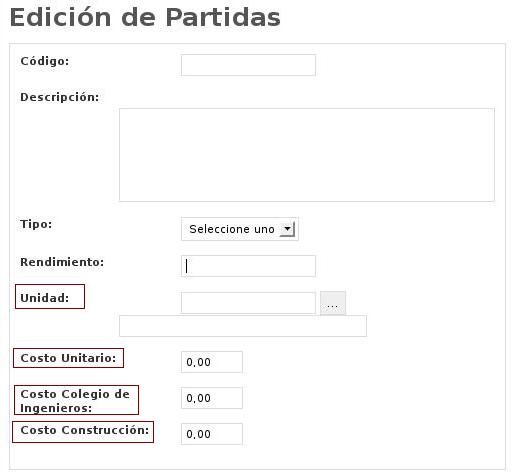 Edición de Partidas
Código:
Descripción:
Tipo:
Seleccione uno
Rendimiento:
Unidad:
...
Costo Unitario:
0,00
Costo Colegio de
Ingenieros:
0,00
Costo Construcción:
0,00